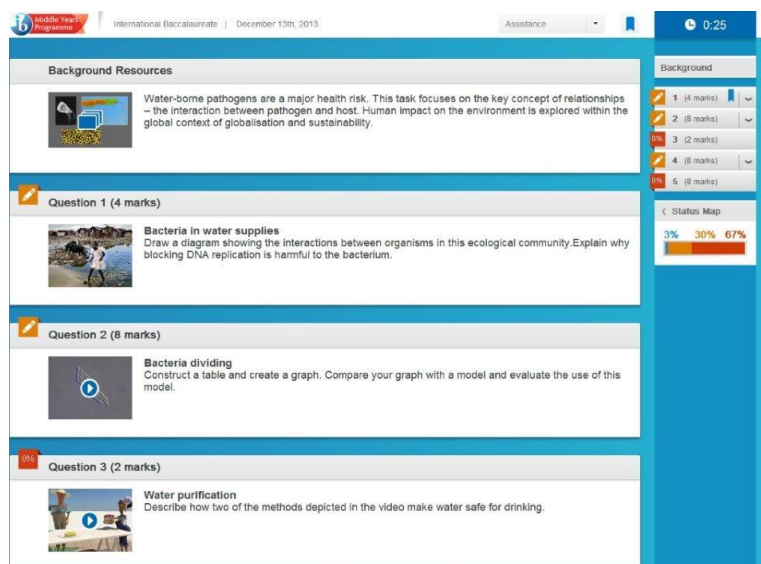 ib Middle Years
Programme
International Baccalaureate | December 13th, 2013
Assistance
0:25
Background Resources
Water-borne pathogens are a major health risk. This task focuses on the key concept of relationships
– the interaction between pathogen and host. Human impact on the environment is explored within the
global context of globalisation and sustainability.
Question 1 (4 marks)
Bacteria in water supplies
Draw a diagram showing the interactions between organisms in this ecological community.Explain why
blocking DNA replication is harmful to the bacterium.
Question 2 (8 marks)
Bacteria dividing
Construct a table and create a graph. Compare your graph with a model and evaluate the use of this
model.
0%
Question 3 (2 marks)
Water purification
Describe how two of the methods depicted in the video make water safe for drinking.
Background
1 (4 marks)
2 (8 marks)
0% 3 (2 marks)
4 (8 marks)
0% 5 (8 marks)
Status Map
3% 30% 67%